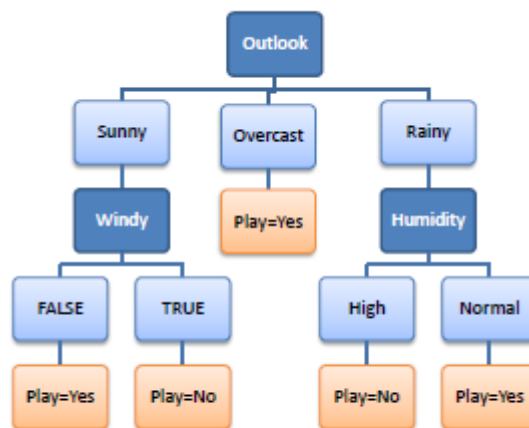 Outlook
Sunny
Overcast
Rainy
Windy
Play=Yes
Humidity
FALSE
TRUE
High
Normal
Play=Yes
Play=No
Play=No
Play=Yes